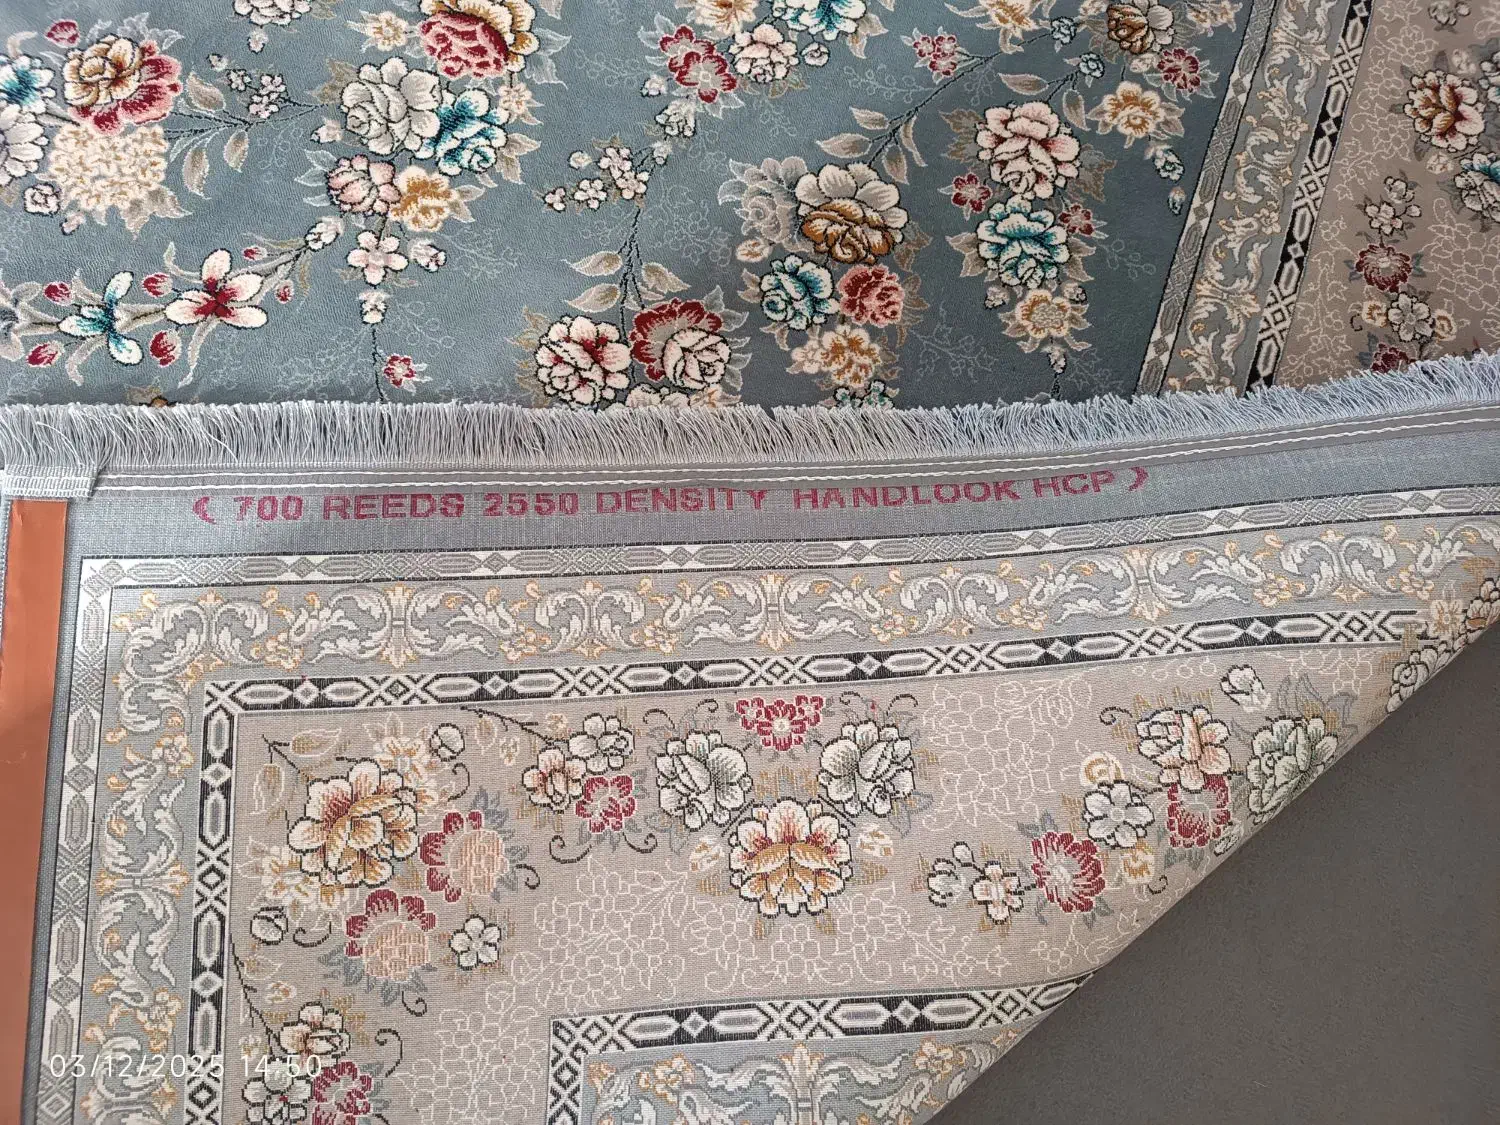 ( 700 REEDS 2550 DENSITY HANDLOOK HCP )
03/12/2025 14:50